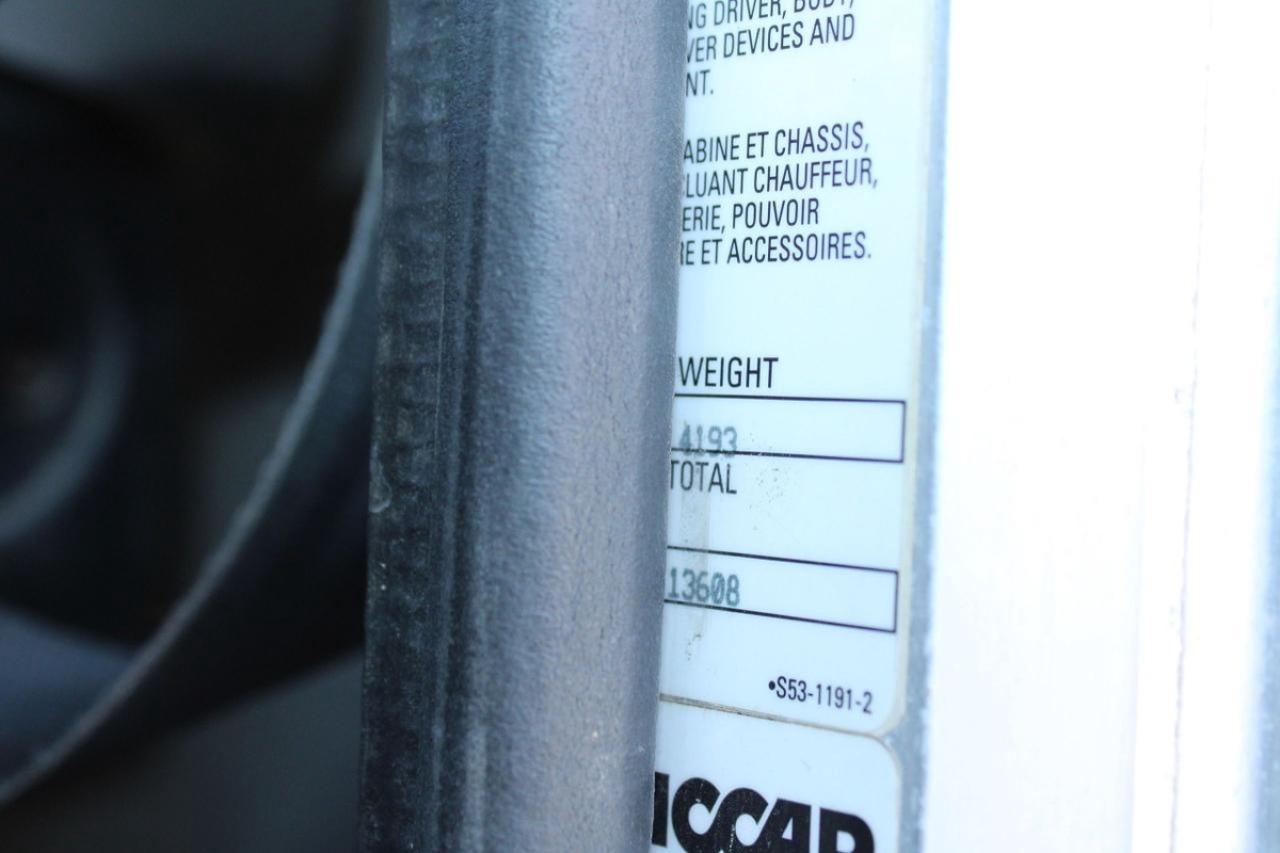 NG DRIVER, BODY,
VER DEVICES AND
NT.
ABINE ET CHASSIS,
LUANT CHAUFFEUR,
ERIE, POUVOIR
RE ET ACCESSOIRES.
WEIGHT
4193
TOTAL
13608
•S53-1191-2
ICCAR